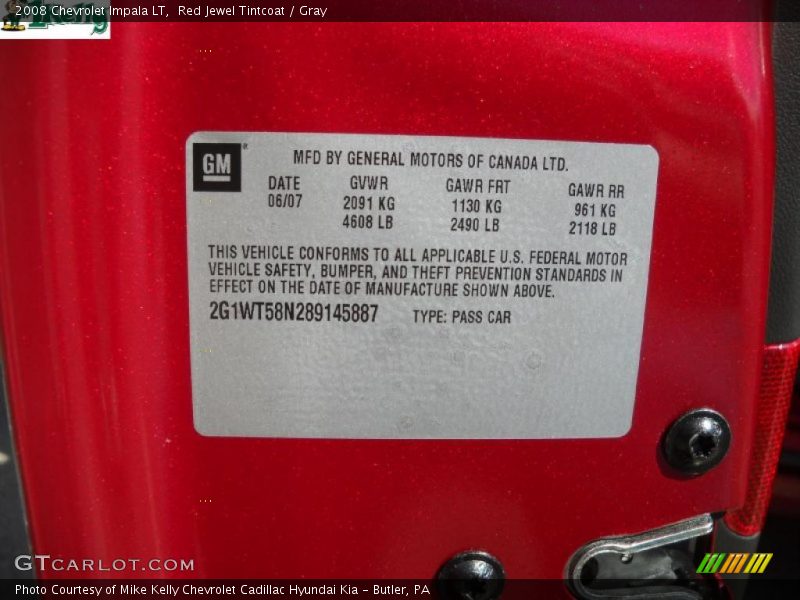 2008 Chevrolet Impala LT, Red Jewel Tintcoat / Gray
GM
MFD BY GENERAL MOTORS OF CANADA LTD.
DATE GVWR GAWR FRT GAWR RR
06/07 2091 KG 1130 KG 961 KG
4608 LB 2490 LB 2118 LB
THIS VEHICLE CONFORMS TO ALL APPLICABLE U.S. FEDERAL MOTOR
VEHICLE SAFETY, BUMPER, AND THEFT PREVENTION STANDARDS IN
EFFECT ON THE DATE OF MANUFACTURE SHOWN ABOVE.
2G1WT58N289145887 TYPE: PASS CAR
GTCARLOT.COM
Photo Courtesy of Mike Kelly Chevrolet Cadillac Hyundai Kia - Butler, PA